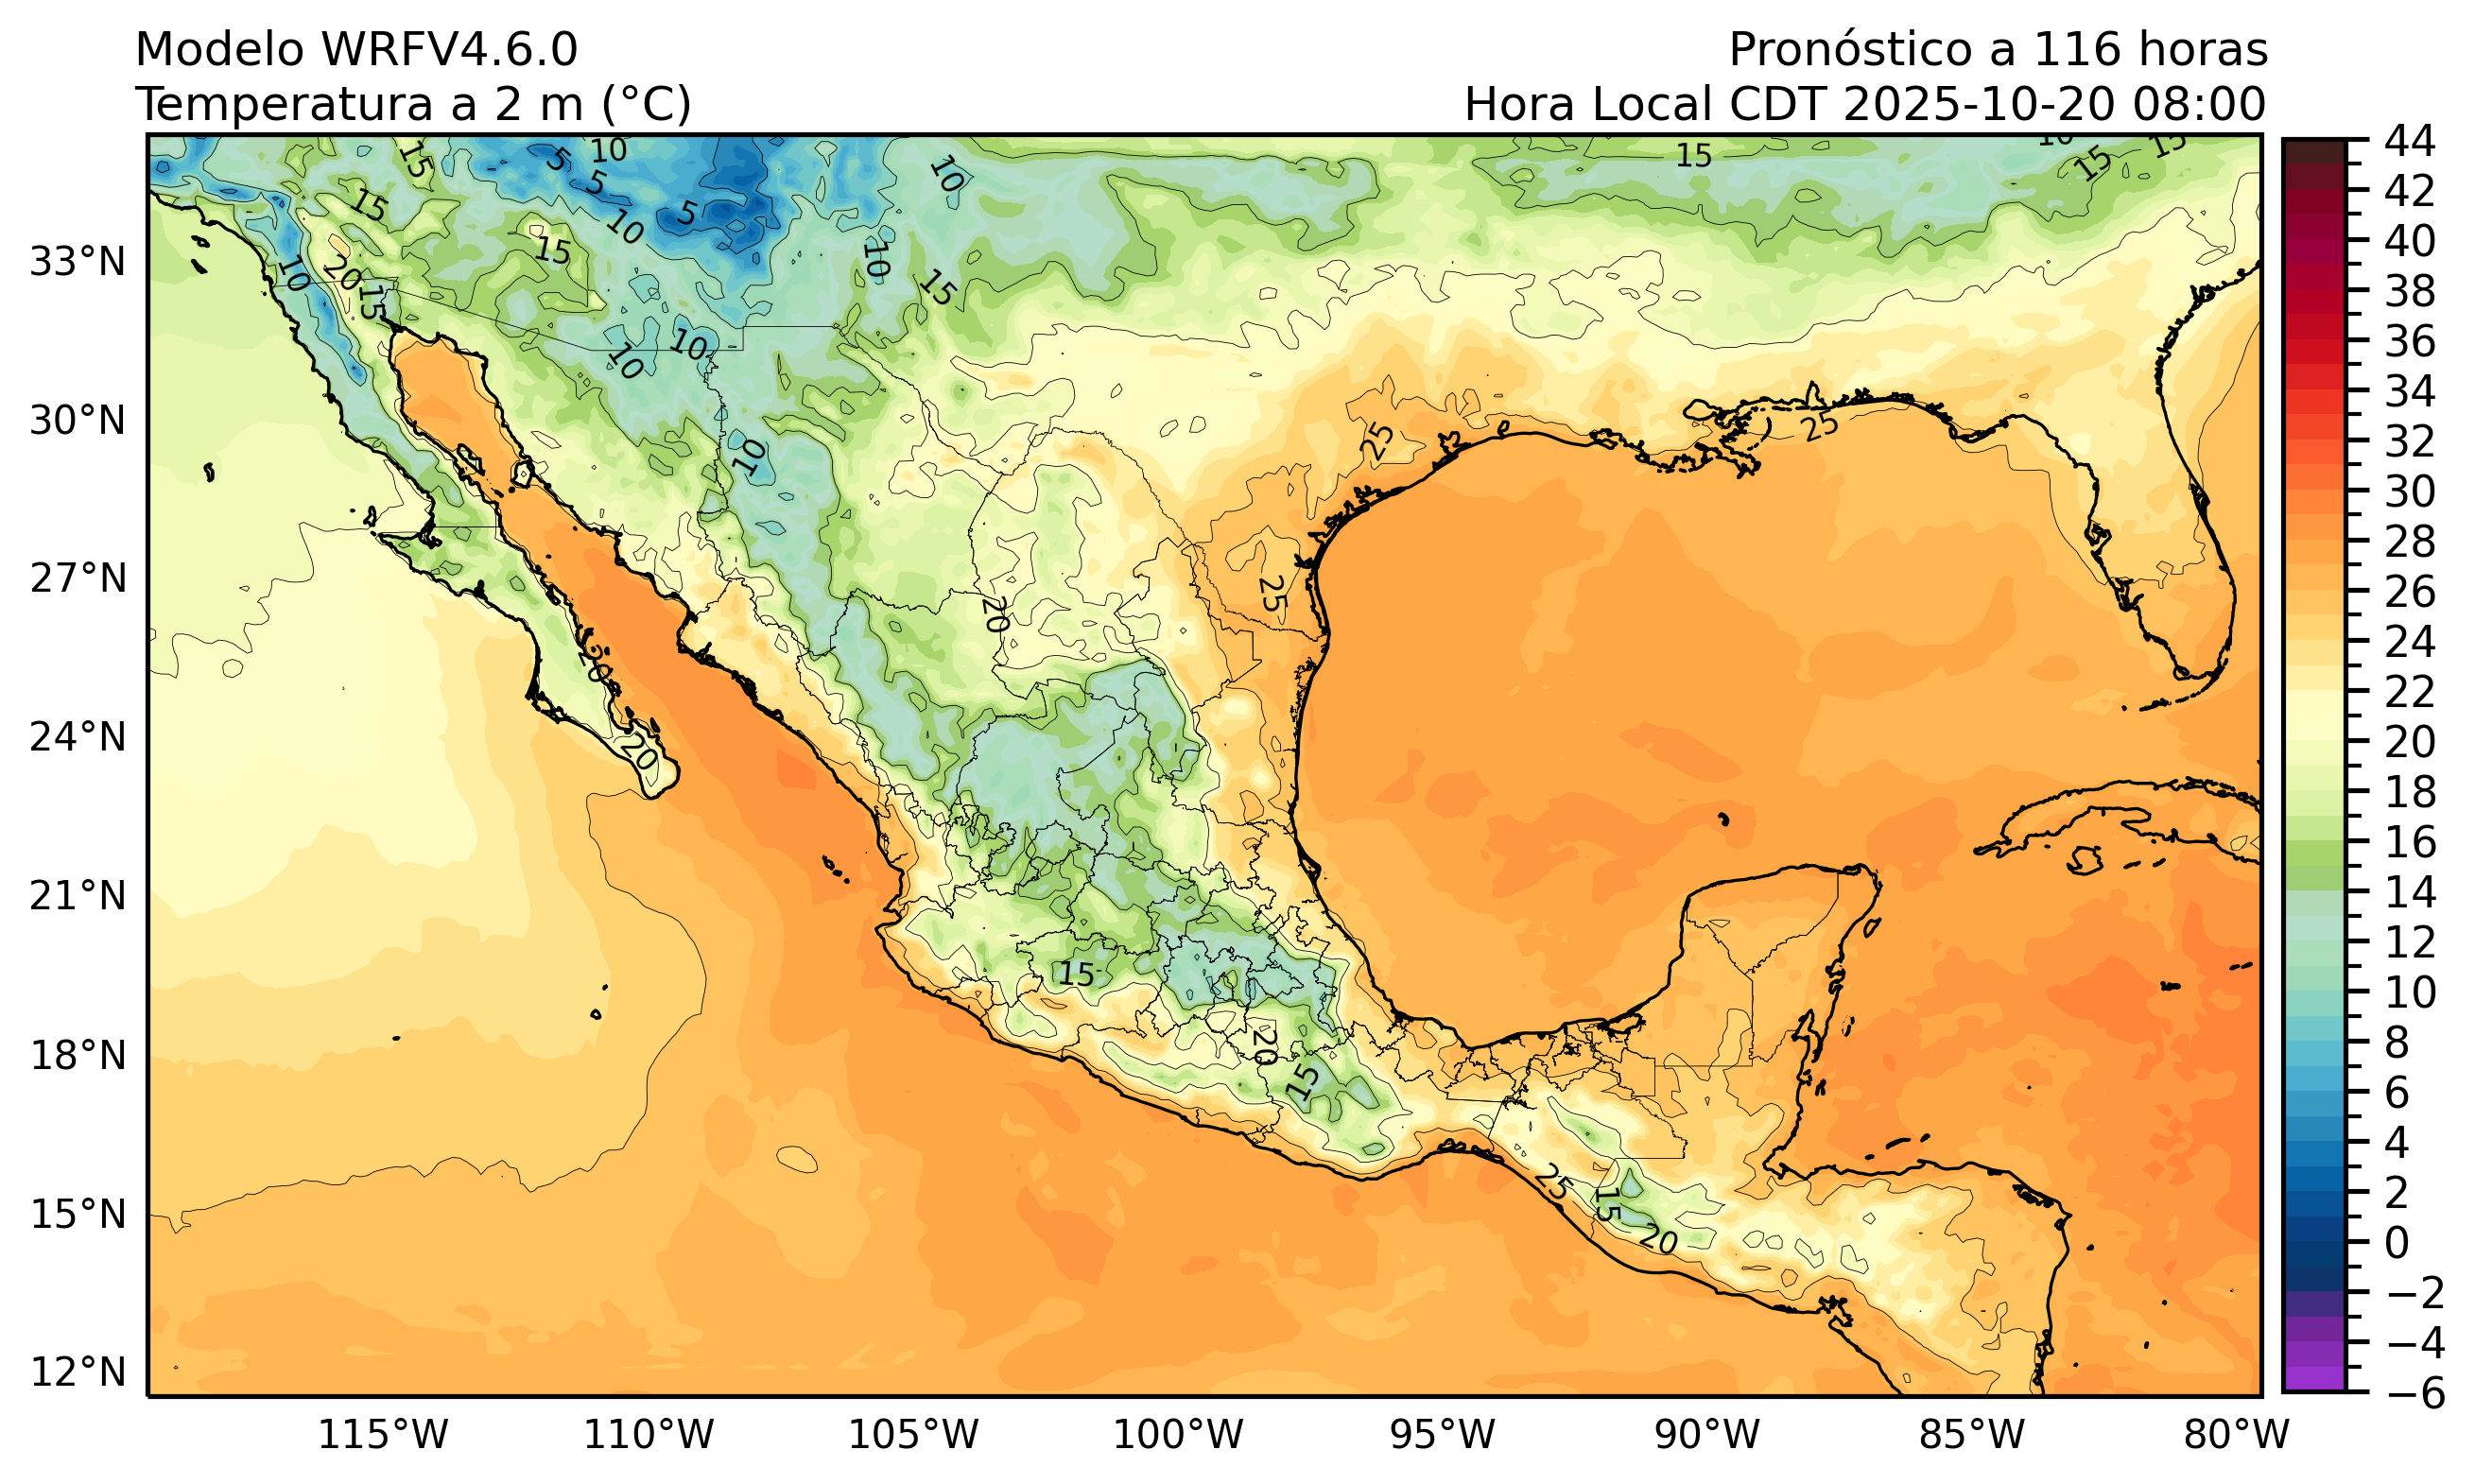 Modelo WRFV4.6.0
Pronóstico a 116 horas
Temperatura a 2 m (°C)
Hora Local CDT 2025-10-20 08:00
33°N
30°N
27°N
24°N
21°N
18°N
15°N
12°N
115°W
110°W
105°W
100°W
95°W
90°W
85°W
80°W
44
42
40
38
36
34
32
30
28
26
24
22
20
18
16
14
12
10
8
6
4
2
0
−2
−4
−6
15
5
10
5
10
15
10
15
15
15
5
10
15
10
20
15
10
15
10
10
10
25
25
25
20
20
20
15
20
15
25
15
20